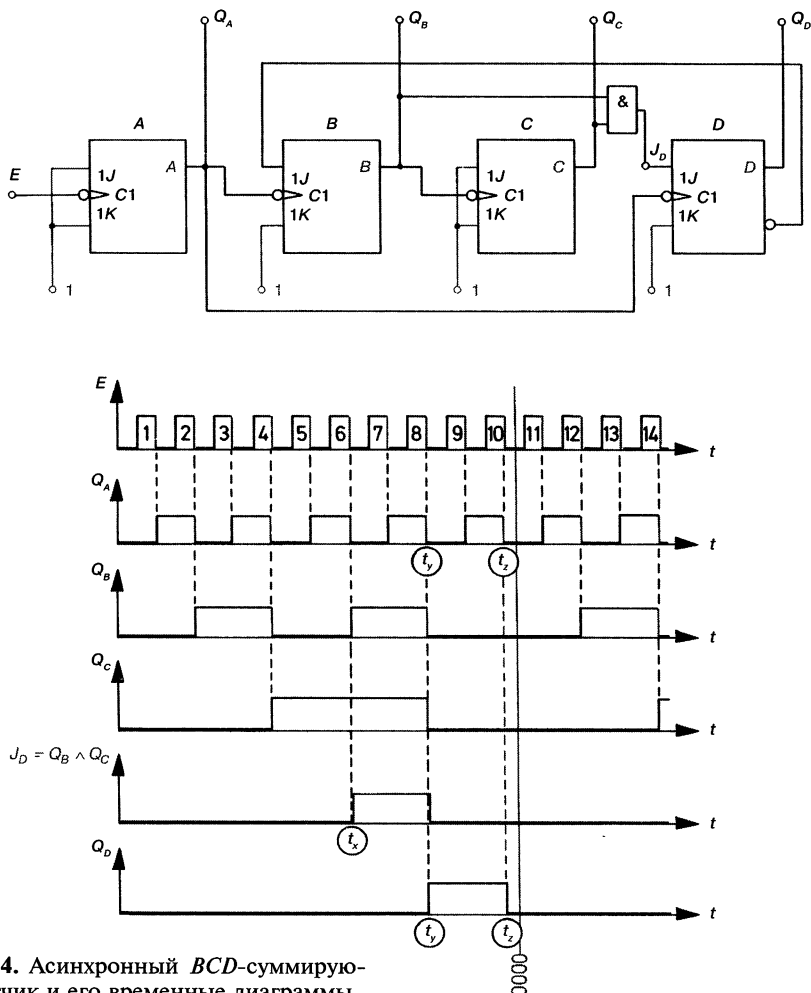 Q_A Q_B Q_C Q_D
&
A B C D
J_D
E 1J A 1J B 1J C 1J D
C1 C1 C1 C1
1K 1K 1K 1K
1 1 1 1
E
1 2 3 4 5 6 7 8 9 10 11 12 13 14
t
Q_A
t
t_y t_z
Q_B
t
Q_C
t
J_D = Q_B ∧ Q_C
t
t_x
Q_D
t
t_y t_z
4. Асинхронный BCD-суммирую-
тчик и его временные диаграммы
0000